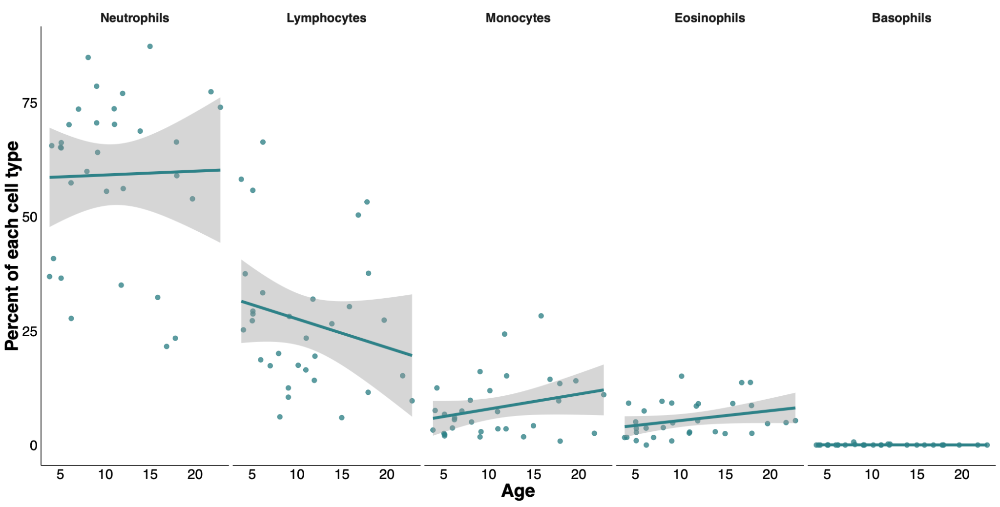 Neutrophils Lymphocytes Monocytes Eosinophils Basophils
Percent of each cell type
75
50
25
0
5 10 15 20 5 10 15 20 5 10 15 20 5 10 15 20 5 10 15 20
Age